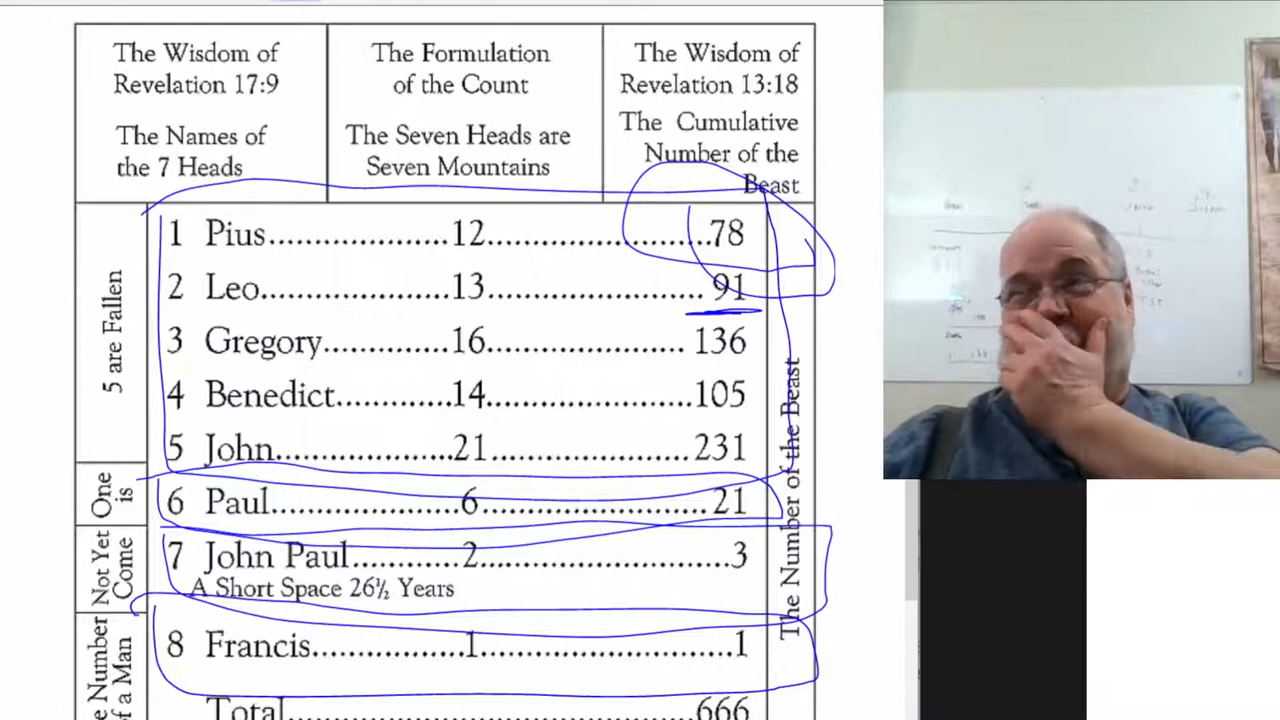 The Wisdom of
Revelation 17:9
The Names of
the 7 Heads
The Formulation
of the Count
The Seven Heads are
Seven Mountains
The Wisdom of
Revelation 13:18
The Cumulative
Number of the
Beast
5 are Fallen
1 Pius..................12........................78
2 Leo...................13........................91
3 Gregory.............16......................136
4 Benedict............14......................105
5 John..................21......................231
One
is
6 Paul...................6........................21
Not Yet
Come
7 John Paul...........2..........................3
A Short Space 26½ Years
e Number
of a Man
8 Francis...............1..........................1
Total.............................................666
The Number of the Beast